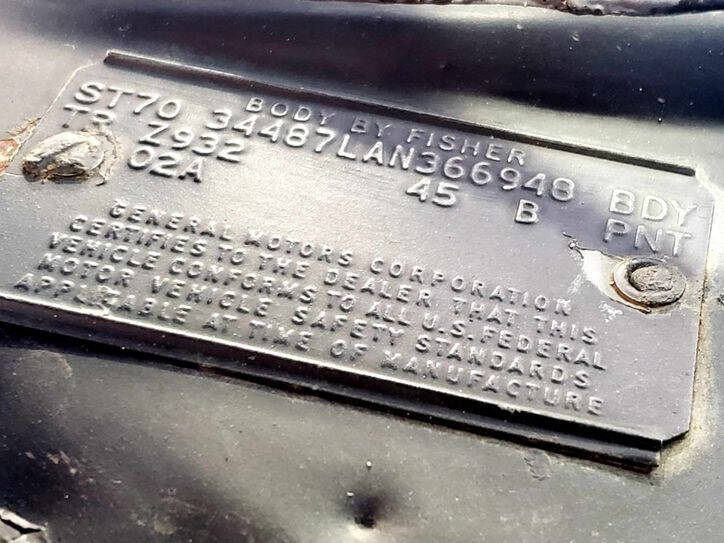 BODY BY FISHER
ST70 34487LAN366948 BDY
TR Z932 45 B PNT
02A
GENERAL MOTORS CORPORATION
CERTIFIES TO THE DEALER THAT THIS
VEHICLE CONFORMS TO ALL U.S. FEDERAL
MOTOR VEHICLE SAFETY STANDARDS
APPLICABLE AT TIME OF MANUFACTURE